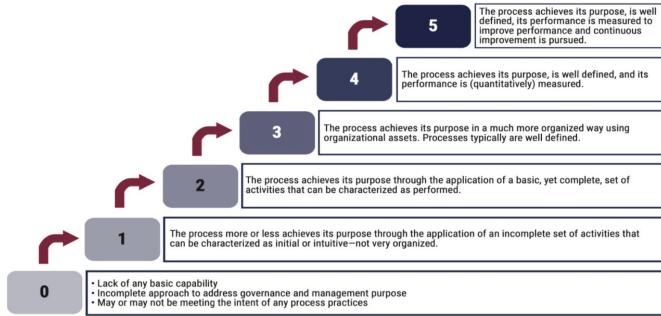 5
The process achieves its purpose, is well
defined, its performance is measured to
improve performance and continuous
improvement is pursued.
4
The process achieves its purpose, is well defined, and its
performance is (quantitatively) measured.
3
The process achieves its purpose in a much more organized way using
organizational assets. Processes typically are well defined.
2
The process achieves its purpose through the application of a basic, yet complete, set of
activities that can be characterized as performed.
1
The process more or less achieves its purpose through the application of an incomplete set of activities that
can be characterized as initial or intuitive—not very organized.
0
• Lack of any basic capability
• Incomplete approach to address governance and management purpose
• May or may not be meeting the intent of any process practices